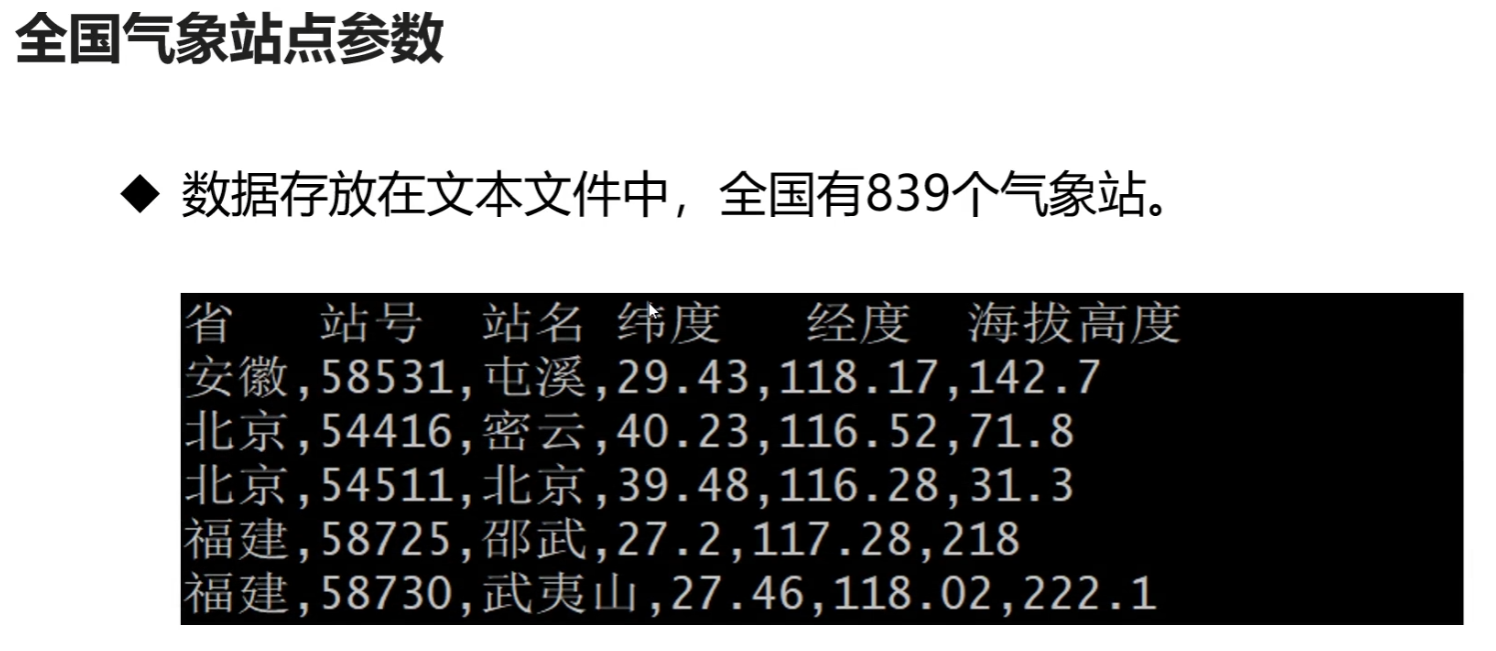 全国气象站点参数
◆ 数据存放在文本文件中，全国有839个气象站。
省 站号 站名 纬度 经度 海拔高度
安徽,58531,屯溪,29.43,118.17,142.7
北京,54416,密云,40.23,116.52,71.8
北京,54511,北京,39.48,116.28,31.3
福建,58725,邵武,27.2,117.28,218
福建,58730,武夷山,27.46,118.02,222.1